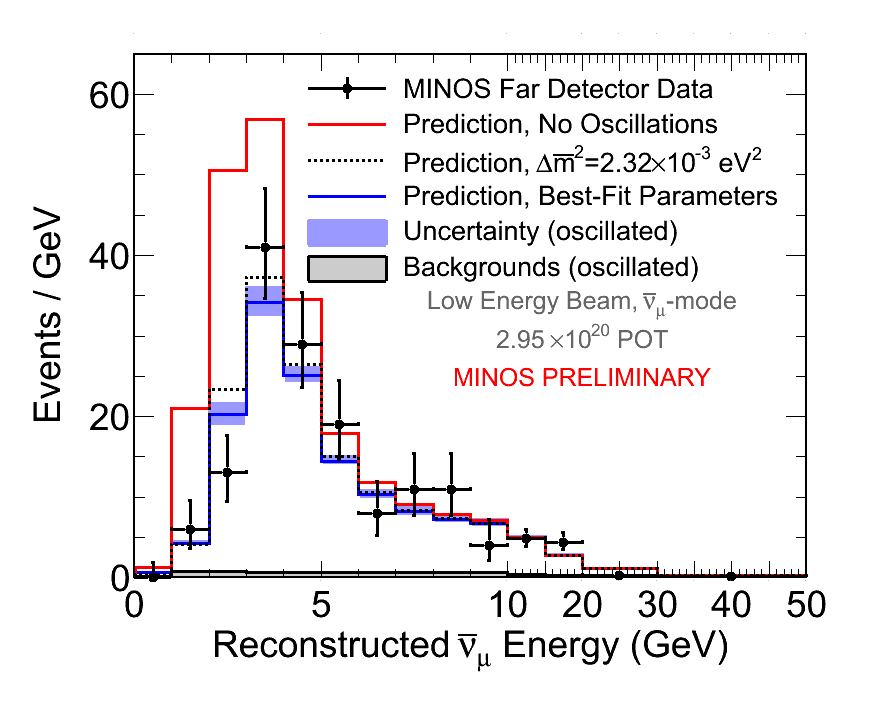 60
40
20
0
Events / GeV
MINOS Far Detector Data
Prediction, No Oscillations
Prediction, Δm̅²=2.32×10⁻³ eV²
Prediction, Best-Fit Parameters
Uncertainty (oscillated)
Backgrounds (oscillated)
Low Energy Beam, ν̅μ-mode
2.95×10²⁰ POT
MINOS PRELIMINARY
0 5 10 20 30 40 50
Reconstructed ν̅μ Energy (GeV)